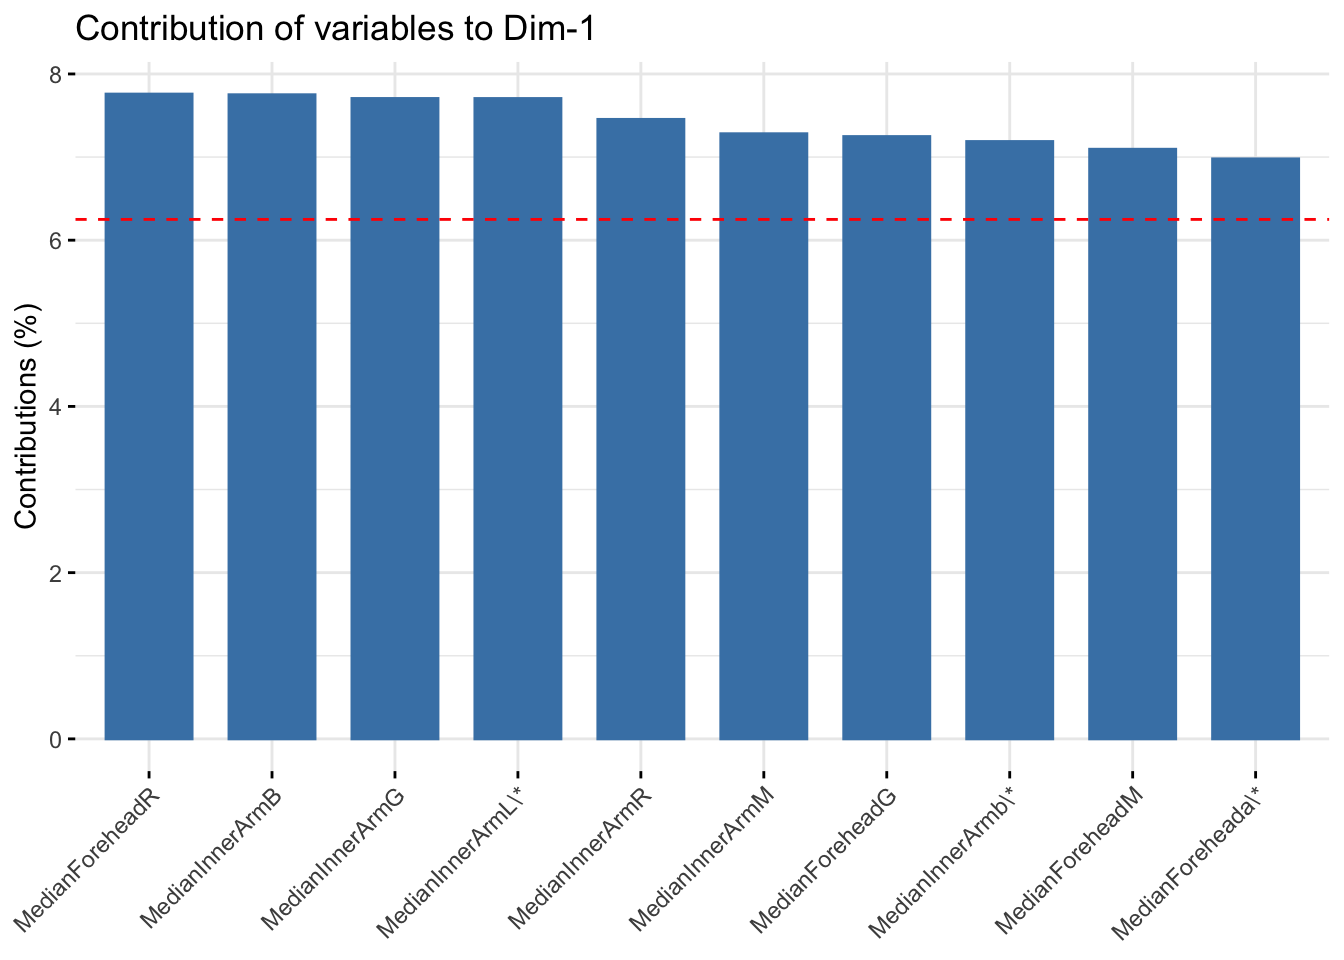 Contribution of variables to Dim-1
Contributions (%)
8
6
4
2
0
MedianForeheadR
MedianInnerArmB
MedianInnerArmG
MedianInnerArmL\*
MedianInnerArmR
MedianInnerArmM
MedianForeheadG
MedianInnerArmb\*
MedianForeheadM
MedianForeheada\*